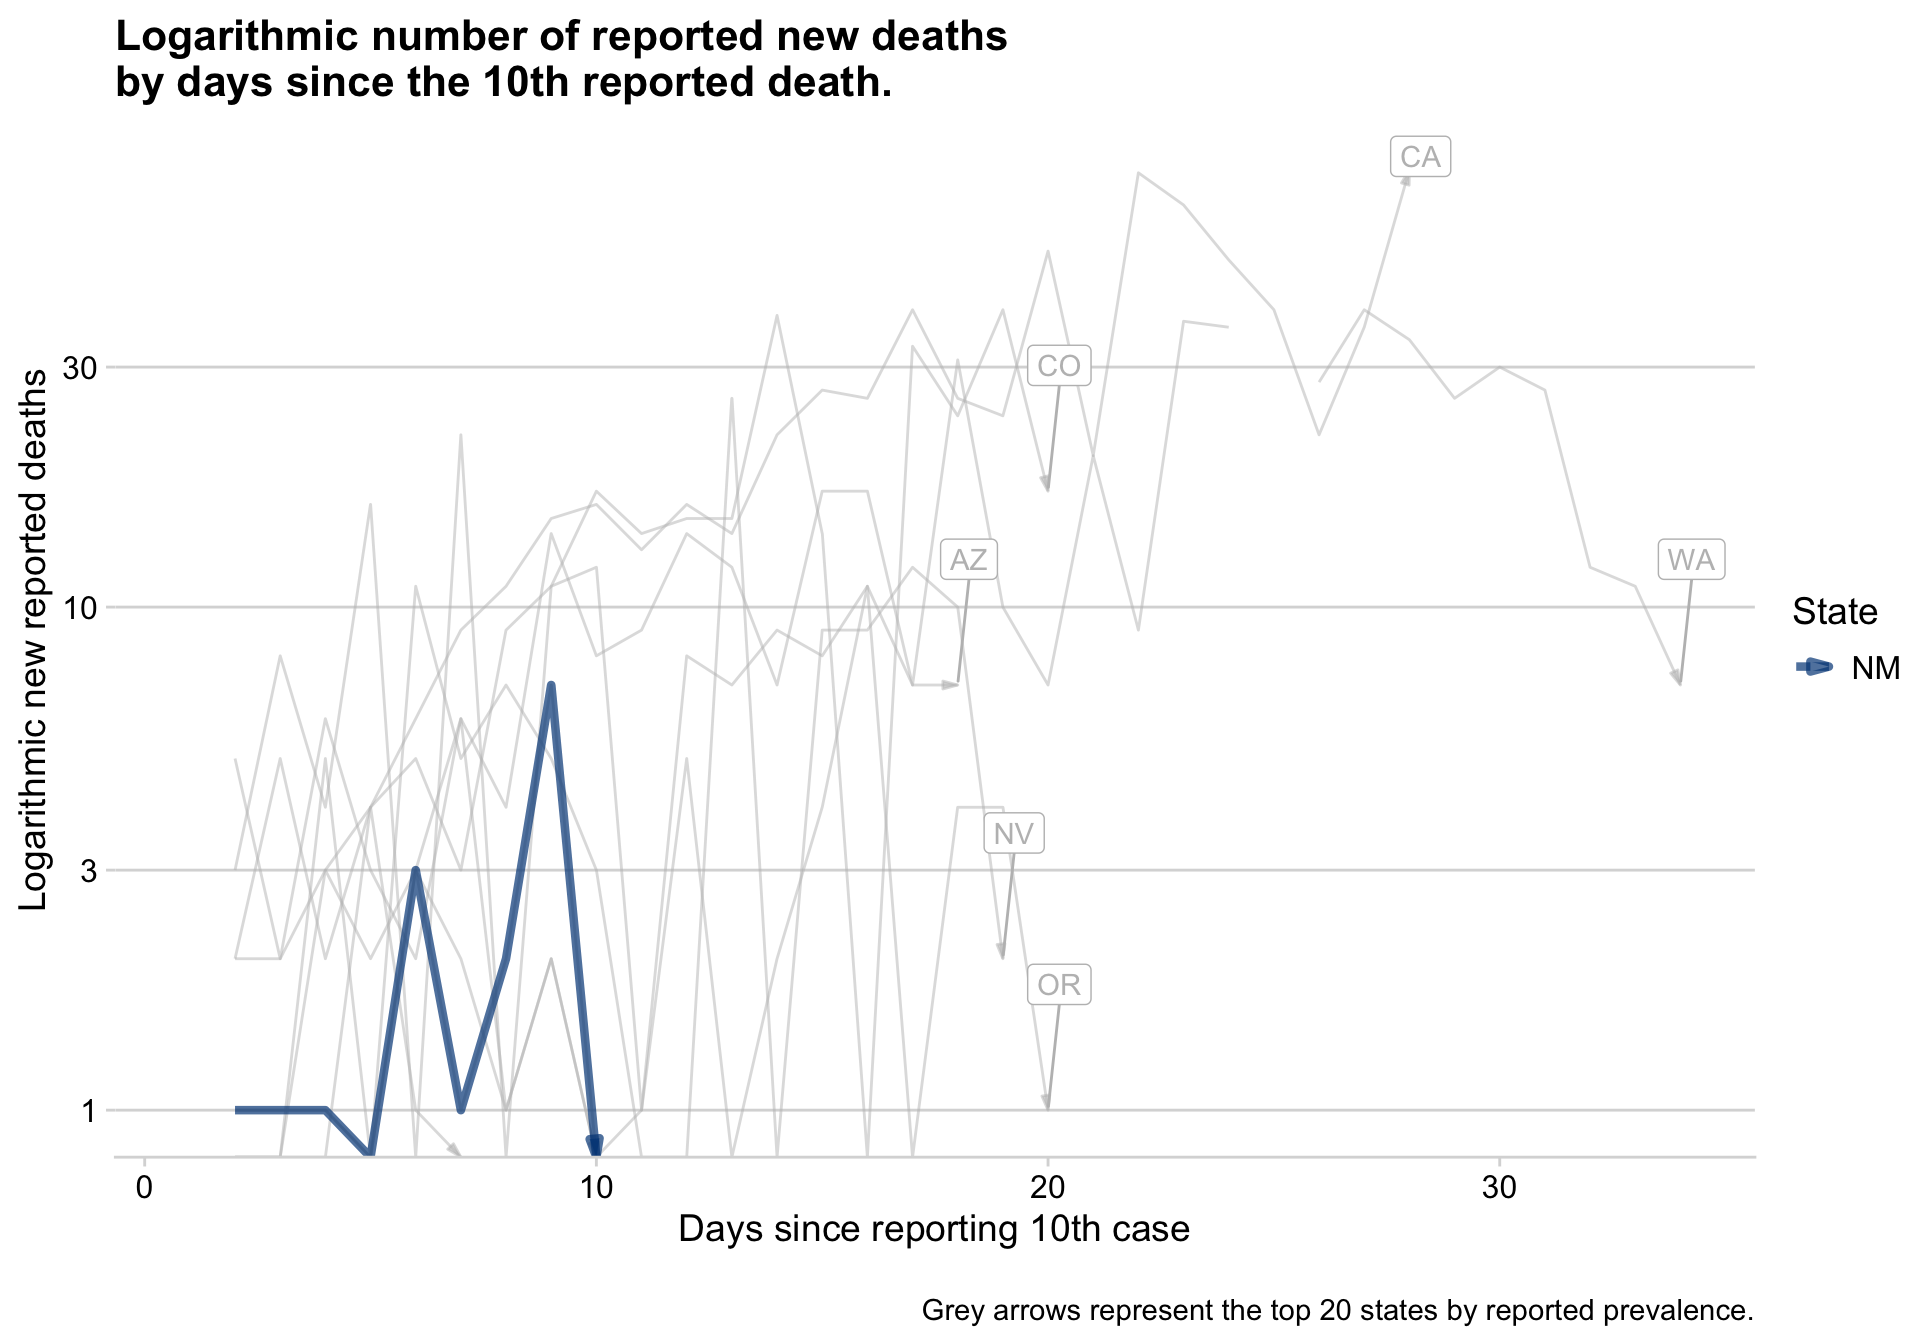 Logarithmic number of reported new deaths
by days since the 10th reported death.
CA
30
CO
AZ
WA
10
State
NM
NV
3
OR
1
Logarithmic new reported deaths
0 10 20 30
Days since reporting 10th case
Grey arrows represent the top 20 states by reported prevalence.